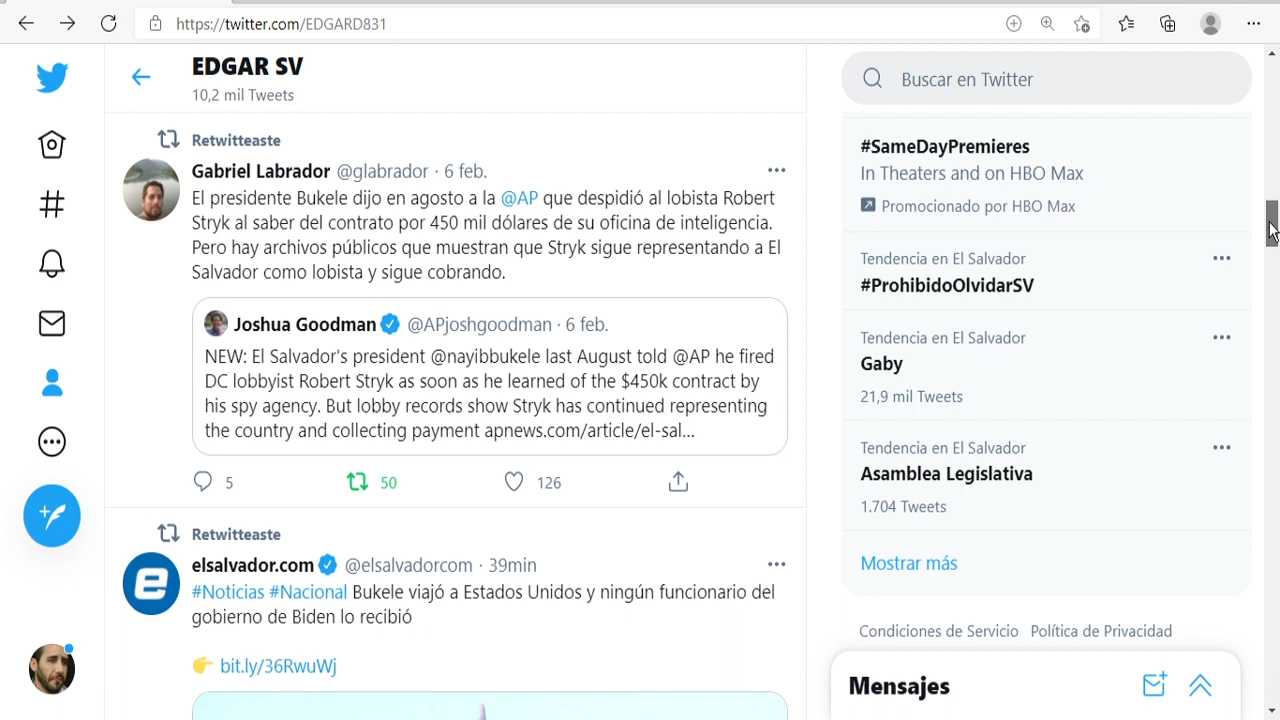 https://twitter.com/EDGARD831
EDGAR SV
10,2 mil Tweets
Retwitteaste
Gabriel Labrador @glabrador · 6 feb.
El presidente Bukele dijo en agosto a la @AP que despidió al lobista Robert
Stryk al saber del contrato por 450 mil dólares de su oficina de inteligencia.
Pero hay archivos públicos que muestran que Stryk sigue representando a El
Salvador como lobista y sigue cobrando.
Joshua Goodman @APjoshgoodman · 6 feb.
NEW: El Salvador's president @nayibbukele last August told @AP he fired
DC lobbyist Robert Stryk as soon as he learned of the $450k contract by
his spy agency. But lobby records show Stryk has continued representing
the country and collecting payment apnews.com/article/el-sal...
5 50 126
Retwitteaste
elsalvador.com @elsalvadorcom · 39min
#Noticias #Nacional Bukele viajó a Estados Unidos y ningún funcionario del
gobierno de Biden lo recibió
👉 bit.ly/36RwuWj
Buscar en Twitter
#SameDayPremieres
In Theaters and on HBO Max
Promocionado por HBO Max
Tendencia en El Salvador
#ProhibidoOlvidarSV
Tendencia en El Salvador
Gaby
21,9 mil Tweets
Tendencia en El Salvador
Asamblea Legislativa
1.704 Tweets
Mostrar más
Condiciones de Servicio Política de Privacidad
Mensajes